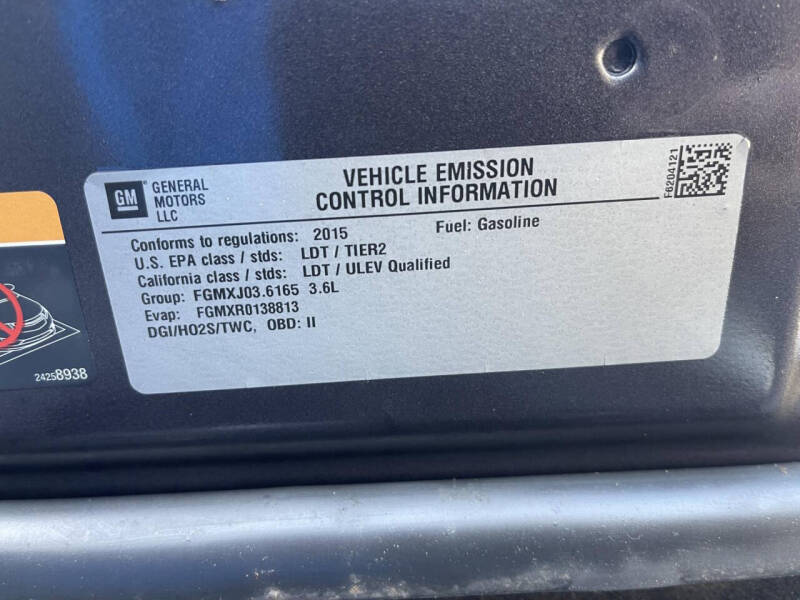 GM
GENERAL
MOTORS
LLC
VEHICLE EMISSION
CONTROL INFORMATION
F6204121
Conforms to regulations: 2015
Fuel: Gasoline
U.S. EPA class / stds: LDT / TIER2
California class / stds: LDT / ULEV Qualified
Group: FGMXJ03.6165 3.6L
Evap: FGMXR0138813
DGI/HO2S/TWC, OBD: II
24258938